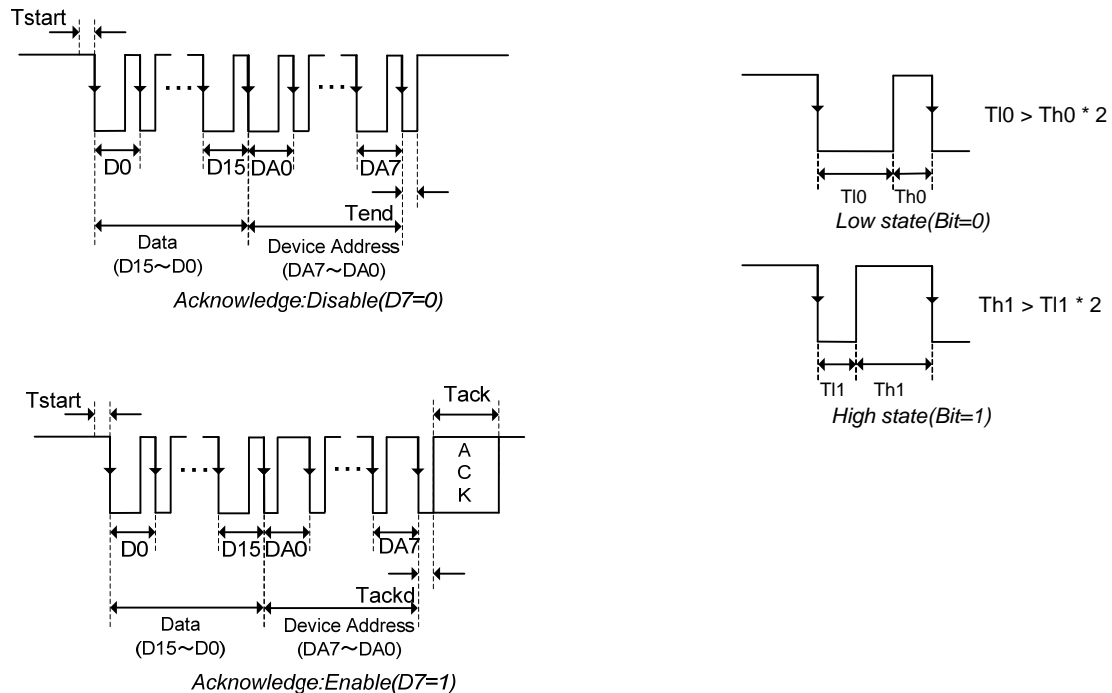 Tstart
D0
D15
DA0
DA7
Tend
Data
(D15～D0)
Device Address
(DA7～DA0)
Acknowledge:Disable(D7=0)
Tl0
Th0
Tl0 > Th0 * 2
Low state(Bit=0)
Tl1
Th1
Th1 > Tl1 * 2
High state(Bit=1)
Tstart
Tack
A
C
K
D0
D15
DA0
DA7
Tackd
Data
(D15～D0)
Device Address
(DA7～DA0)
Acknowledge:Enable(D7=1)